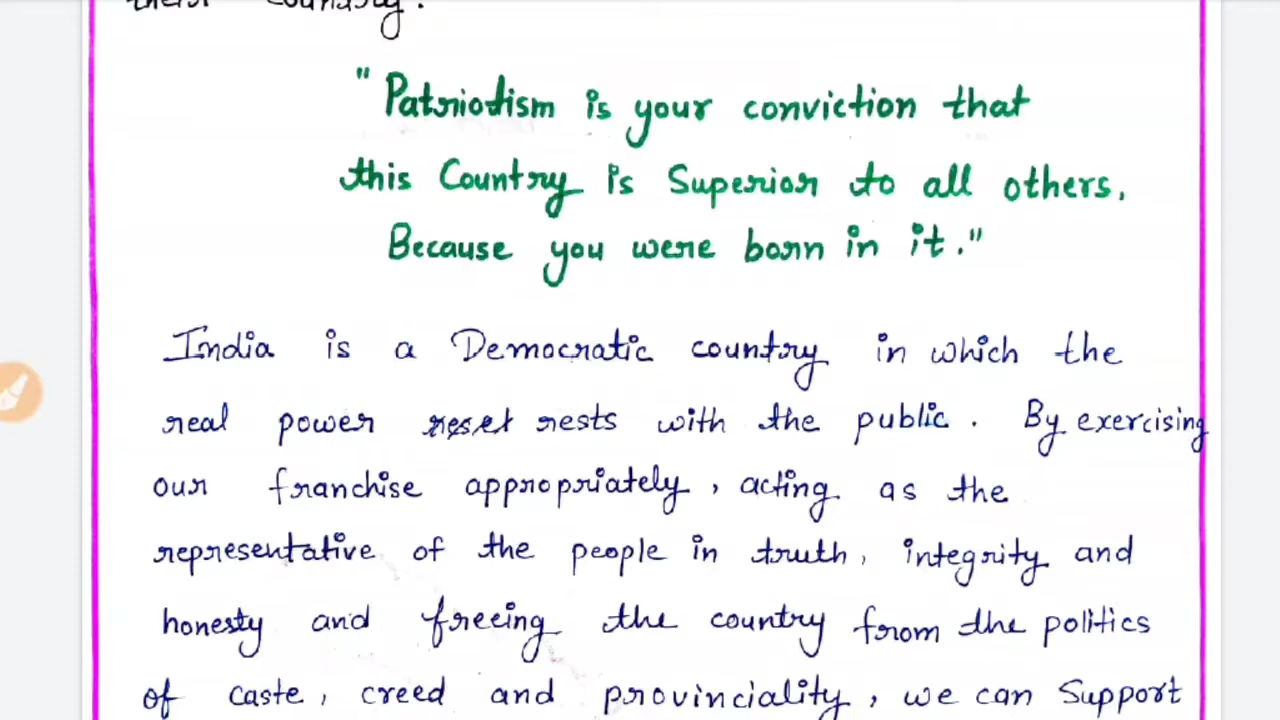 their country.
"Patriotism is your conviction that
this Country is Superior to all others,
Because you were born in it."
India is a Democratic country in which the
real power reset rests with the public. By exercising
our franchise appropriately, acting as the
representative of the people in truth, integrity and
honesty and freeing the country from the politics
of caste, creed and provinciality, we can Support